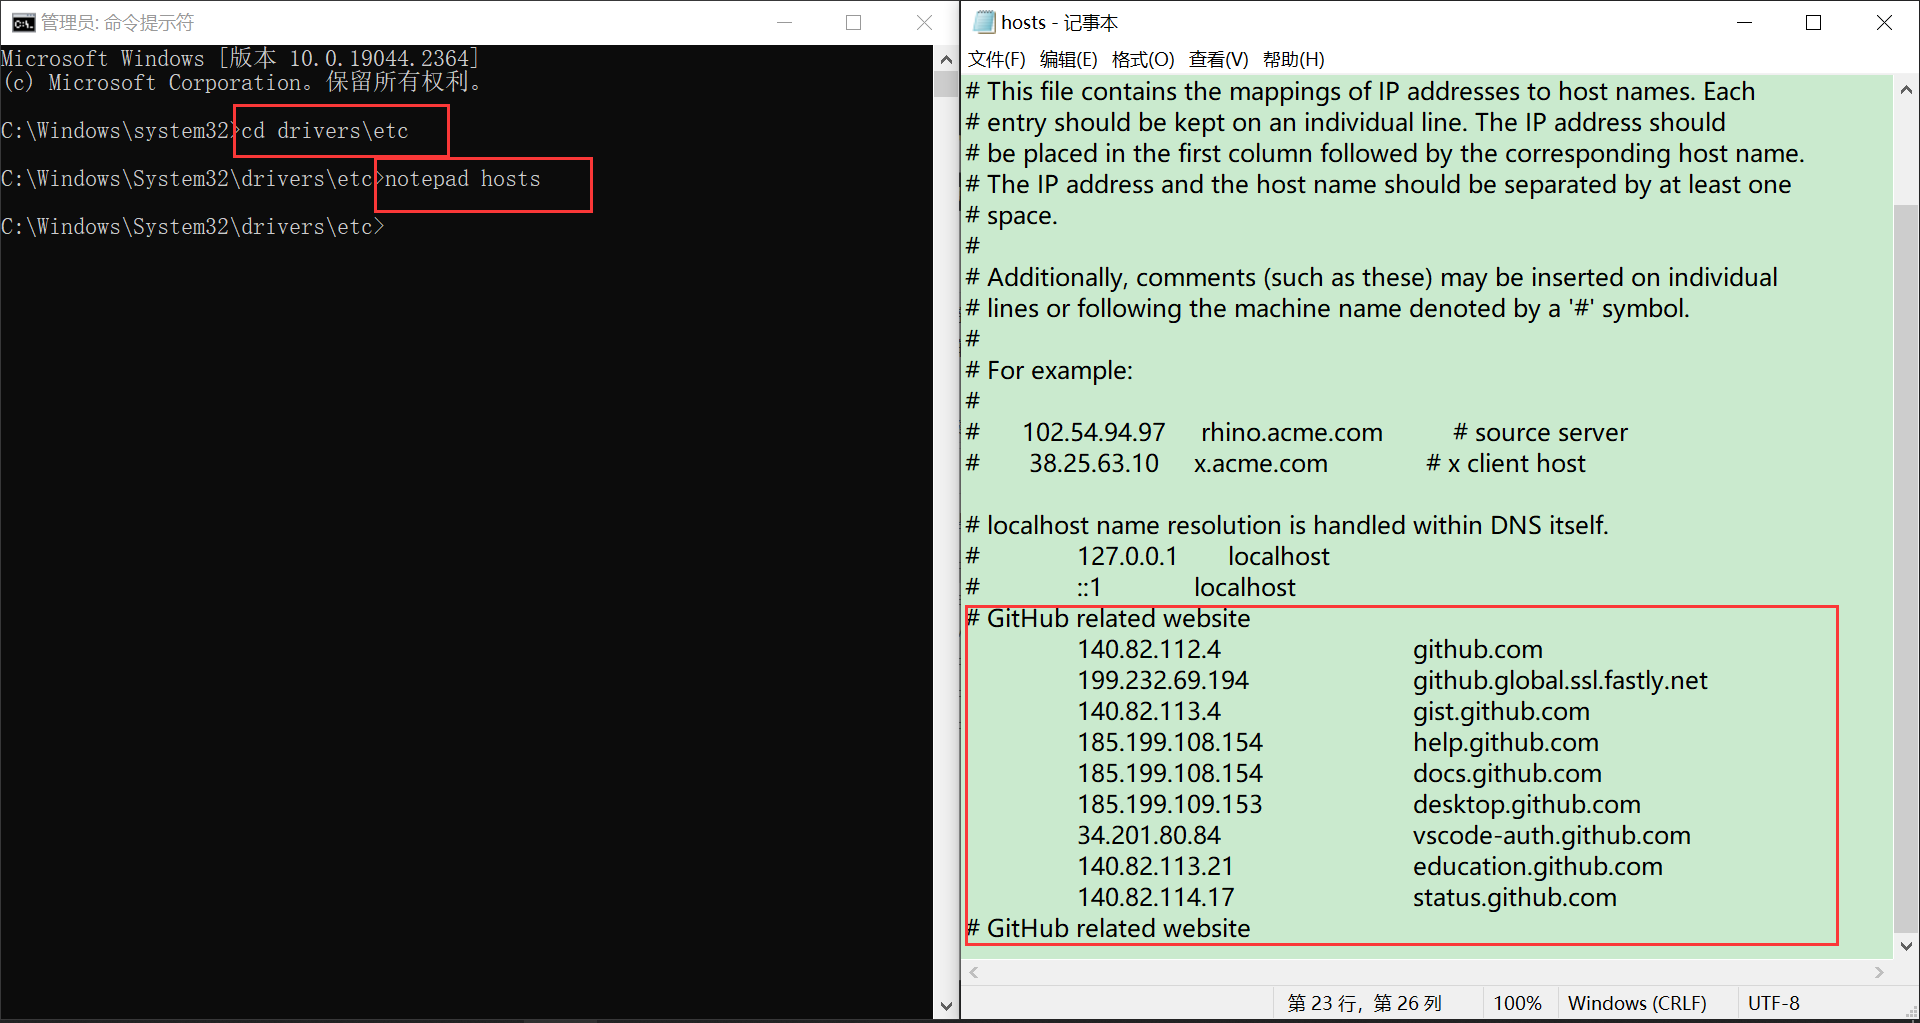 管理员: 命令提示符
Microsoft Windows [版本 10.0.19044.2364]
(c) Microsoft Corporation。保留所有权利。
C:\Windows\system32>cd drivers\etc
C:\Windows\System32\drivers\etc>notepad hosts
C:\Windows\System32\drivers\etc>
hosts - 记事本
文件(F) 编辑(E) 格式(O) 查看(V) 帮助(H)
# This file contains the mappings of IP addresses to host names. Each
# entry should be kept on an individual line. The IP address should
# be placed in the first column followed by the corresponding host name.
# The IP address and the host name should be separated by at least one
# space.
#
# Additionally, comments (such as these) may be inserted on individual
# lines or following the machine name denoted by a '#' symbol.
#
# For example:
#
# 102.54.94.97 rhino.acme.com # source server
# 38.25.63.10 x.acme.com # x client host
# localhost name resolution is handled within DNS itself.
# 127.0.0.1 localhost
# ::1 localhost
# GitHub related website
140.82.112.4 github.com
199.232.69.194 github.global.ssl.fastly.net
140.82.113.4 gist.github.com
185.199.108.154 help.github.com
185.199.108.154 docs.github.com
185.199.109.153 desktop.github.com
34.201.80.84 vscode-auth.github.com
140.82.113.21 education.github.com
140.82.114.17 status.github.com
# GitHub related website
第 23 行，第 26 列 100% Windows (CRLF) UTF-8